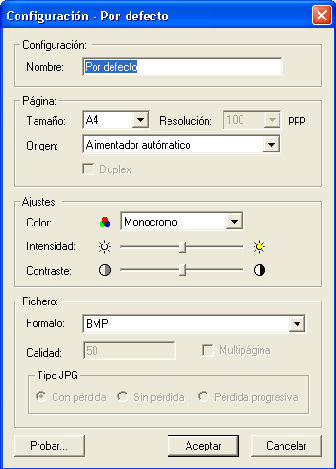 Configuración - Por defecto
Configuración:
Nombre: Por defecto
Página:
Tamaño: A4 Resolución: 100 PPP
Origen: Alimentador automático
Duplex
Ajustes
Color: Monocromo
Intensidad:
Contraste:
Fichero:
Formato: BMP
Calidad: 50 Multipágina
Tipo JPG
Con pérdida Sin pérdida Pérdida progresiva
Probar... Aceptar Cancelar